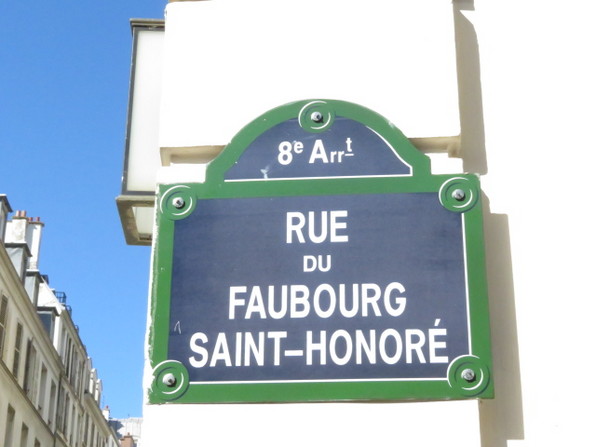 8e Arrt
RUE
DU
FAUBOURG
SAINT-HONORÉ